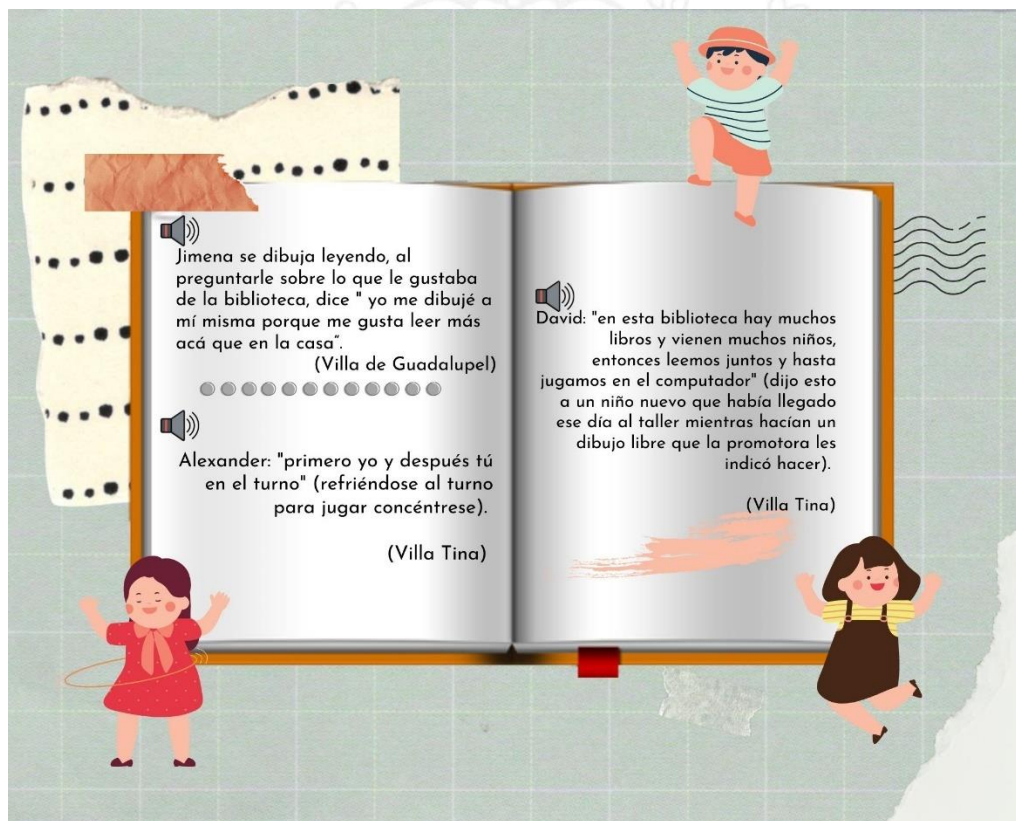 Jimena se dibuja leyendo, al
preguntarle sobre lo que le gustaba
de la biblioteca, dice " yo me dibujé a
mí misma porque me gusta leer más
acá que en la casa".
(Villa de Guadalupel)
Alexander: "primero yo y después tú
en el turno" (refriéndose al turno
para jugar concéntrese).
(Villa Tina)
David: "en esta biblioteca hay muchos
libros y vienen muchos niños,
entonces leemos juntos y hasta
jugamos en el computador" (dijo esto
a un niño nuevo que había llegado
ese día al taller mientras hacían un
dibujo libre que la promotora les
indicó hacer).
(Villa Tina)